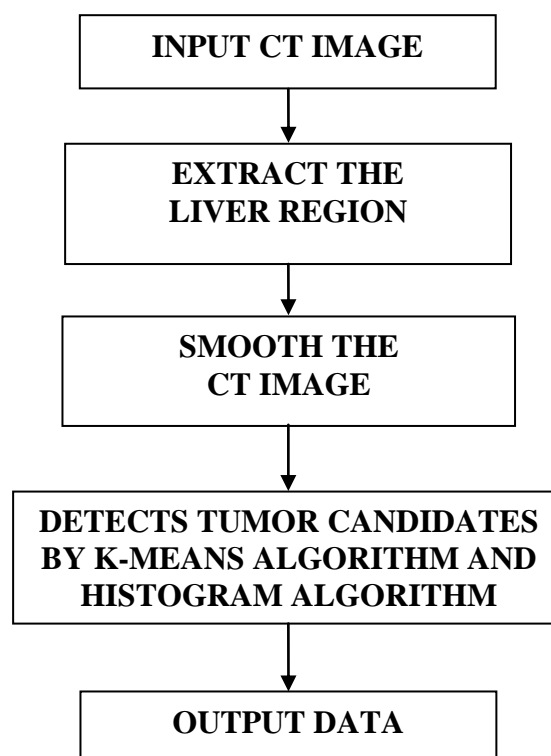 INPUT CT IMAGE
EXTRACT THE
LIVER REGION
SMOOTH THE
CT IMAGE
DETECTS TUMOR CANDIDATES
BY K-MEANS ALGORITHM AND
HISTOGRAM ALGORITHM
OUTPUT DATA